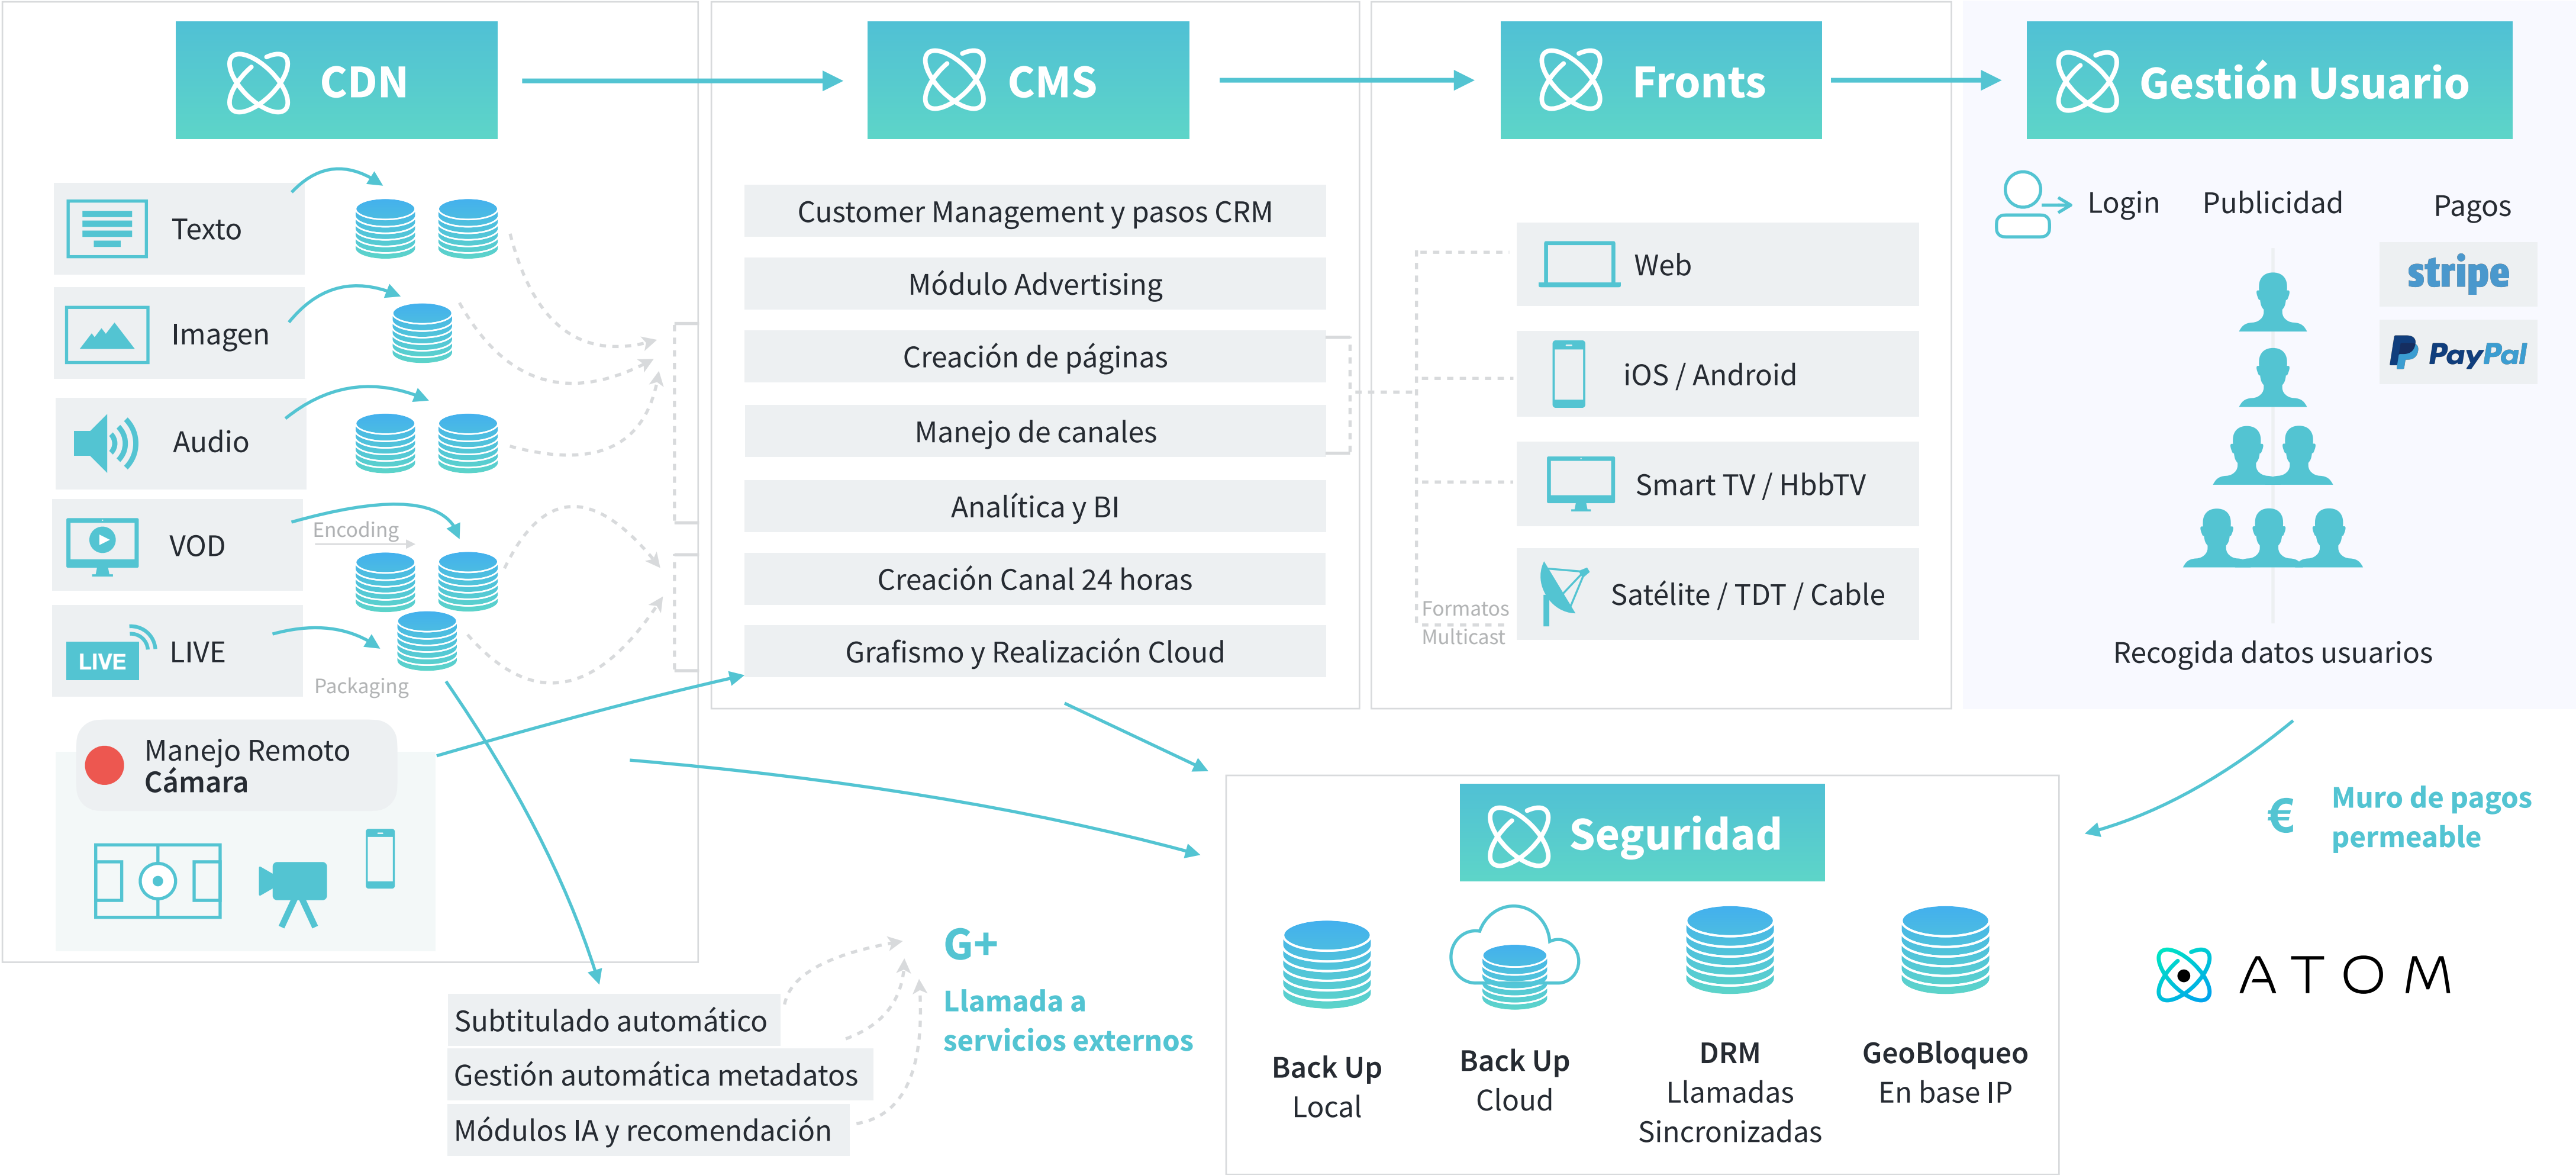 CDN
CMS
Fronts
Gestión Usuario
Texto
Imagen
Audio
VOD
Encoding
LIVE
LIVE
Packaging
Manejo Remoto
Cámara
Customer Management y pasos CRM
Módulo Advertising
Creación de páginas
Manejo de canales
Analítica y BI
Creación Canal 24 horas
Grafismo y Realización Cloud
Web
iOS / Android
Smart TV / HbbTV
Satélite / TDT / Cable
Formatos
Multicast
Login
Publicidad
Pagos
stripe
PayPal
Recogida datos usuarios
Subtitulado automático
Gestión automática metadatos
Módulos IA y recomendación
G+
Llamada a
servicios externos
Seguridad
Back Up
Local
Back Up
Cloud
DRM
Llamadas
Sincronizadas
GeoBloqueo
En base IP
€
Muro de pagos
permeable
ATOM